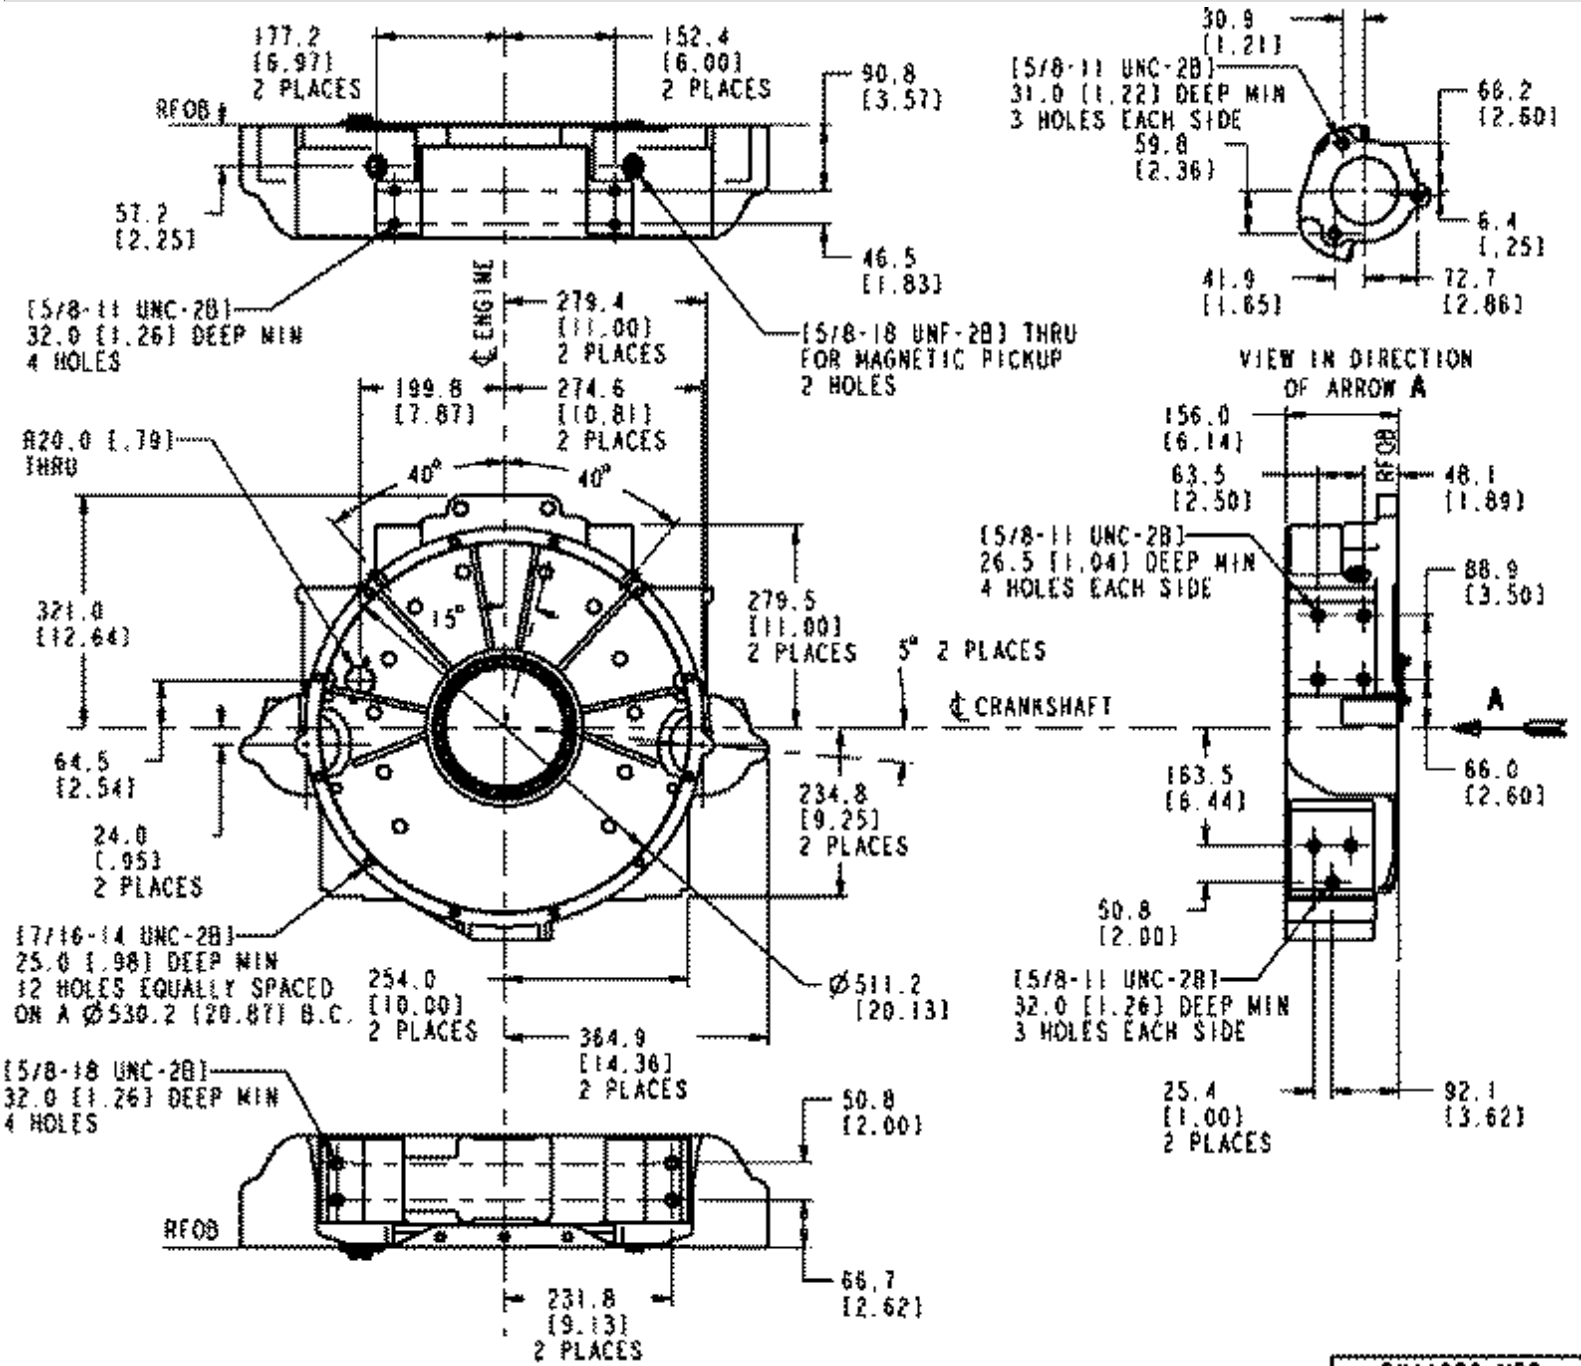 177.2
[6.97]
2 PLACES
152.4
[6.00]
2 PLACES
90.8
[3.57]
RFOB
57.2
[2.25]
46.5
[1.83]
[5/8-11 UNC-2B]
32.0 [1.26] DEEP MIN
4 HOLES
[5/8-18 UNF-2B] THRU
FOR MAGNETIC PICKUP
2 HOLES
30.9
[1.21]
[5/8-11 UNC-2B]
31.0 [1.22] DEEP MIN
3 HOLES EACH SIDE
66.2
[2.60]
59.8
[2.36]
6.4
[.25]
41.9
[1.65]
72.7
[2.86]
VIEW IN DIRECTION
OF ARROW A
℄ ENGINE
279.4
[11.00]
2 PLACES
199.8
[7.87]
274.6
[10.81]
2 PLACES
R20.0 [.79]
THRU
40°
40°
15°
321.0
[12.64]
279.5
[11.00]
2 PLACES
5° 2 PLACES
℄ CRANKSHAFT
64.5
[2.54]
24.0
[.95]
2 PLACES
234.8
[9.25]
2 PLACES
[7/16-14 UNC-2B]
25.0 [.98] DEEP MIN
12 HOLES EQUALLY SPACED
ON A Ø530.2 [20.87] B.C.
254.0
[10.00]
2 PLACES
Ø511.2
[20.13]
364.9
[14.36]
2 PLACES
156.0
[6.14]
RFOB
63.5
[2.50]
48.1
[1.89]
[5/8-11 UNC-2B]
26.5 [1.04] DEEP MIN
4 HOLES EACH SIDE
88.9
[3.50]
A
163.5
[6.44]
66.0
[2.60]
50.8
[2.00]
[5/8-11 UNC-2B]
32.0 [1.26] DEEP MIN
3 HOLES EACH SIDE
25.4
[1.00]
2 PLACES
92.1
[3.62]
[5/8-18 UNC-2B]
32.0 [1.26] DEEP MIN
4 HOLES
50.8
[2.00]
RFOB
66.7
[2.62]
231.8
[9.13]
2 PLACES